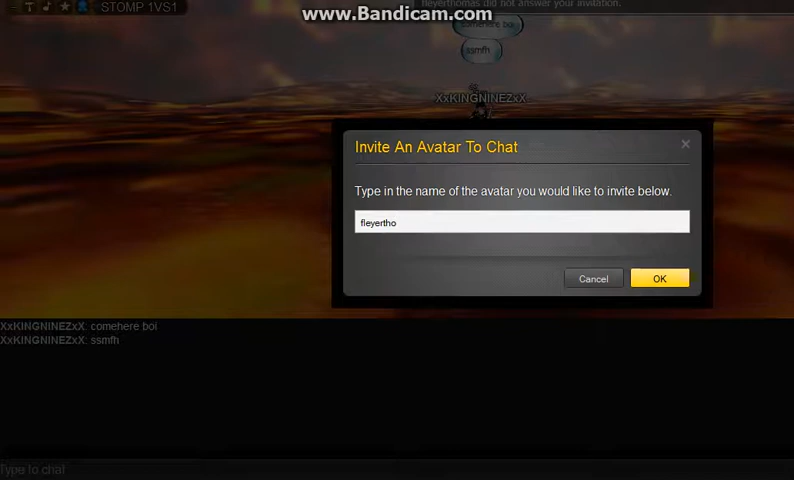 www.Bandicam.com
STOMP 1VS1
fleyerthomas did not answer your invitation.
comehere boi
ssmfh
XxKINGNINEZxX
Invite An Avatar To Chat
Type in the name of the avatar you would like to invite below.
fleyertho
Cancel
OK
XxKINGNINEZxX: comehere boi
XxKINGNINEZxX: ssmfh
Type to chat